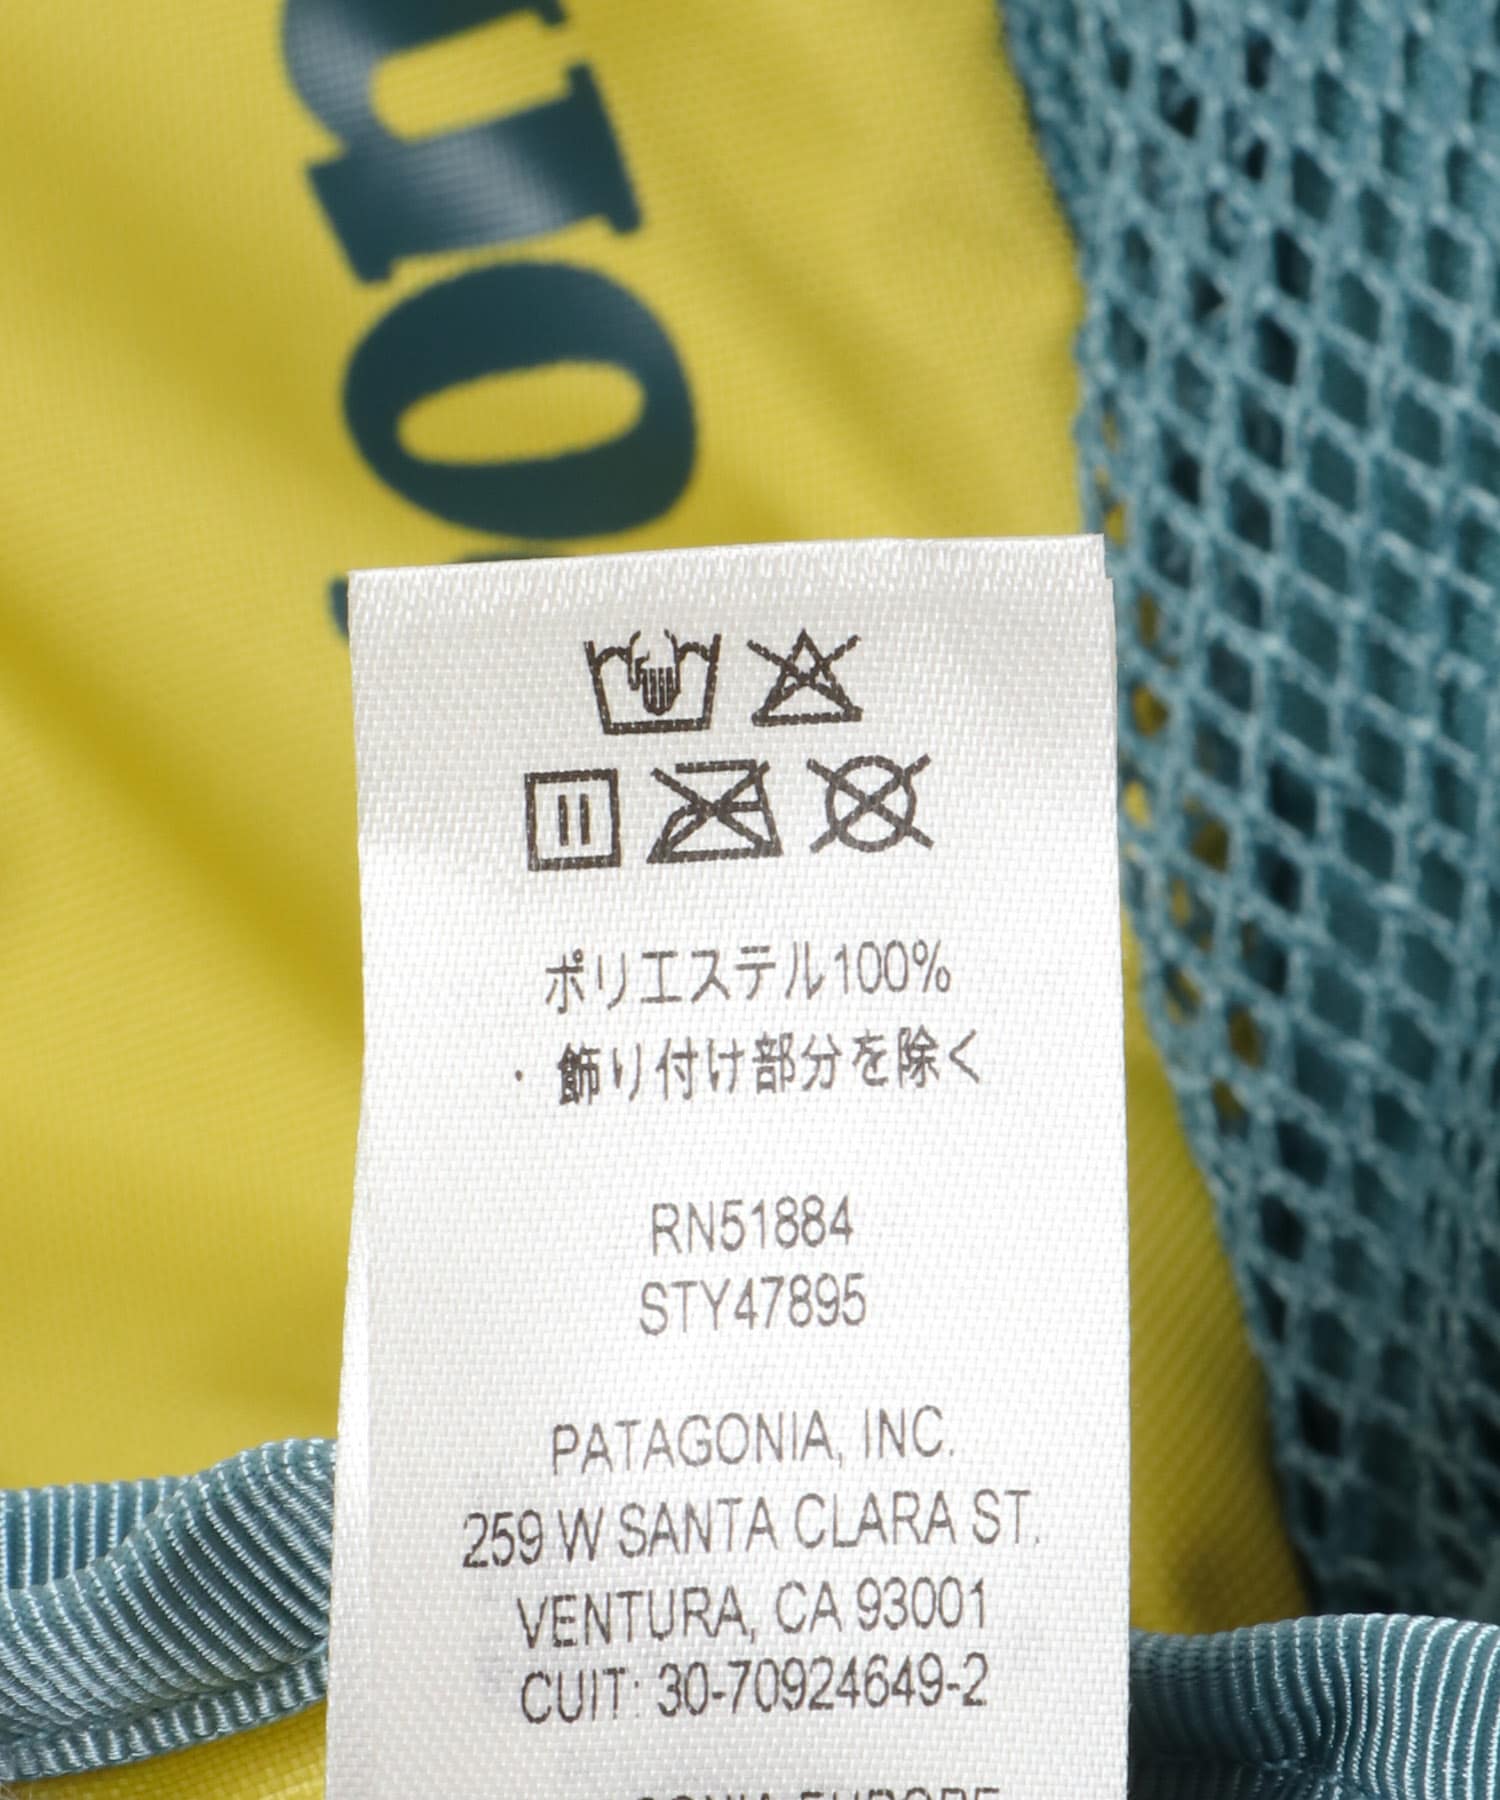 ポリエステル100%
・飾り付け部分を除く
RN51884
STY47895
PATAGONIA, INC.
259 W SANTA CLARA ST.
VENTURA, CA 93001
CUIT: 30-70924649-2